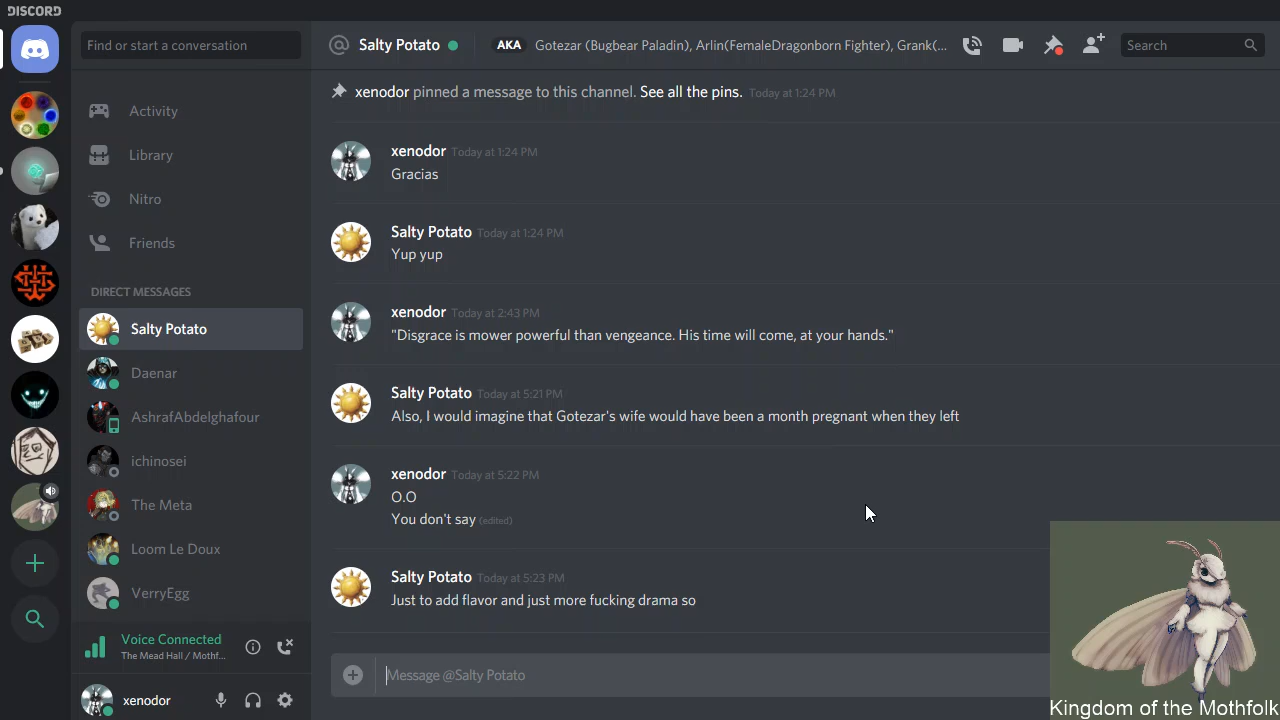 DISCORD
Find or start a conversation
Activity
Library
Nitro
Friends
DIRECT MESSAGES
Salty Potato
Daenar
AshrafAbdelghafour
ichinosei
The Meta
Loom Le Doux
VerryEgg
Voice Connected
The Mead Hall / Mothf...
xenodor
@ Salty Potato AKA Gotezar (Bugbear Paladin), Arlin(FemaleDragonborn Fighter), Grank(... Search
xenodor pinned a message to this channel. See all the pins. Today at 1:24 PM
xenodor Today at 1:24 PM
Gracias
Salty Potato Today at 1:24 PM
Yup yup
xenodor Today at 2:43 PM
"Disgrace is mower powerful than vengeance. His time will come, at your hands."
Salty Potato Today at 5:21 PM
Also, I would imagine that Gotezar's wife would have been a month pregnant when they left
xenodor Today at 5:22 PM
O.O
You don't say (edited)
Salty Potato Today at 5:23 PM
Just to add flavor and just more fucking drama so
Message @Salty Potato
Kingdom of the Mothfolk